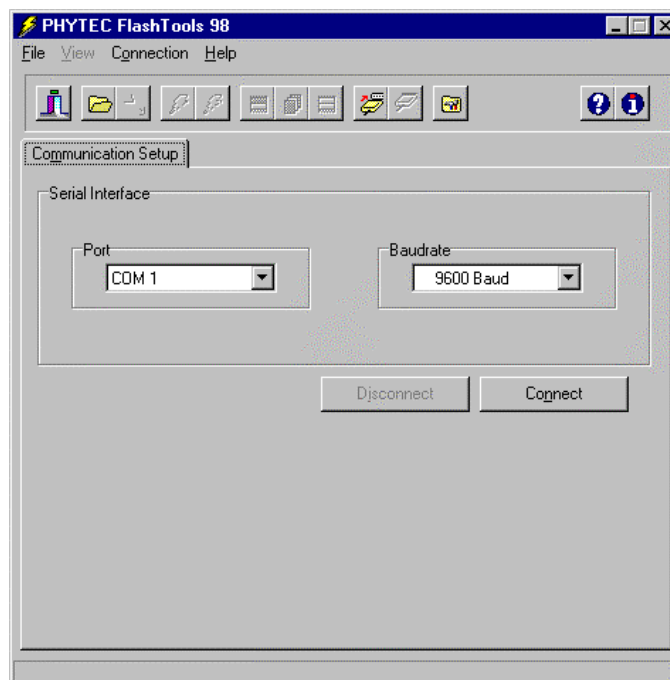 PHYTEC FlashTools 98
File View Connection Help
Communication Setup
Serial Interface
Port
Baudrate
COM 1
9600 Baud
Disconnect
Connect